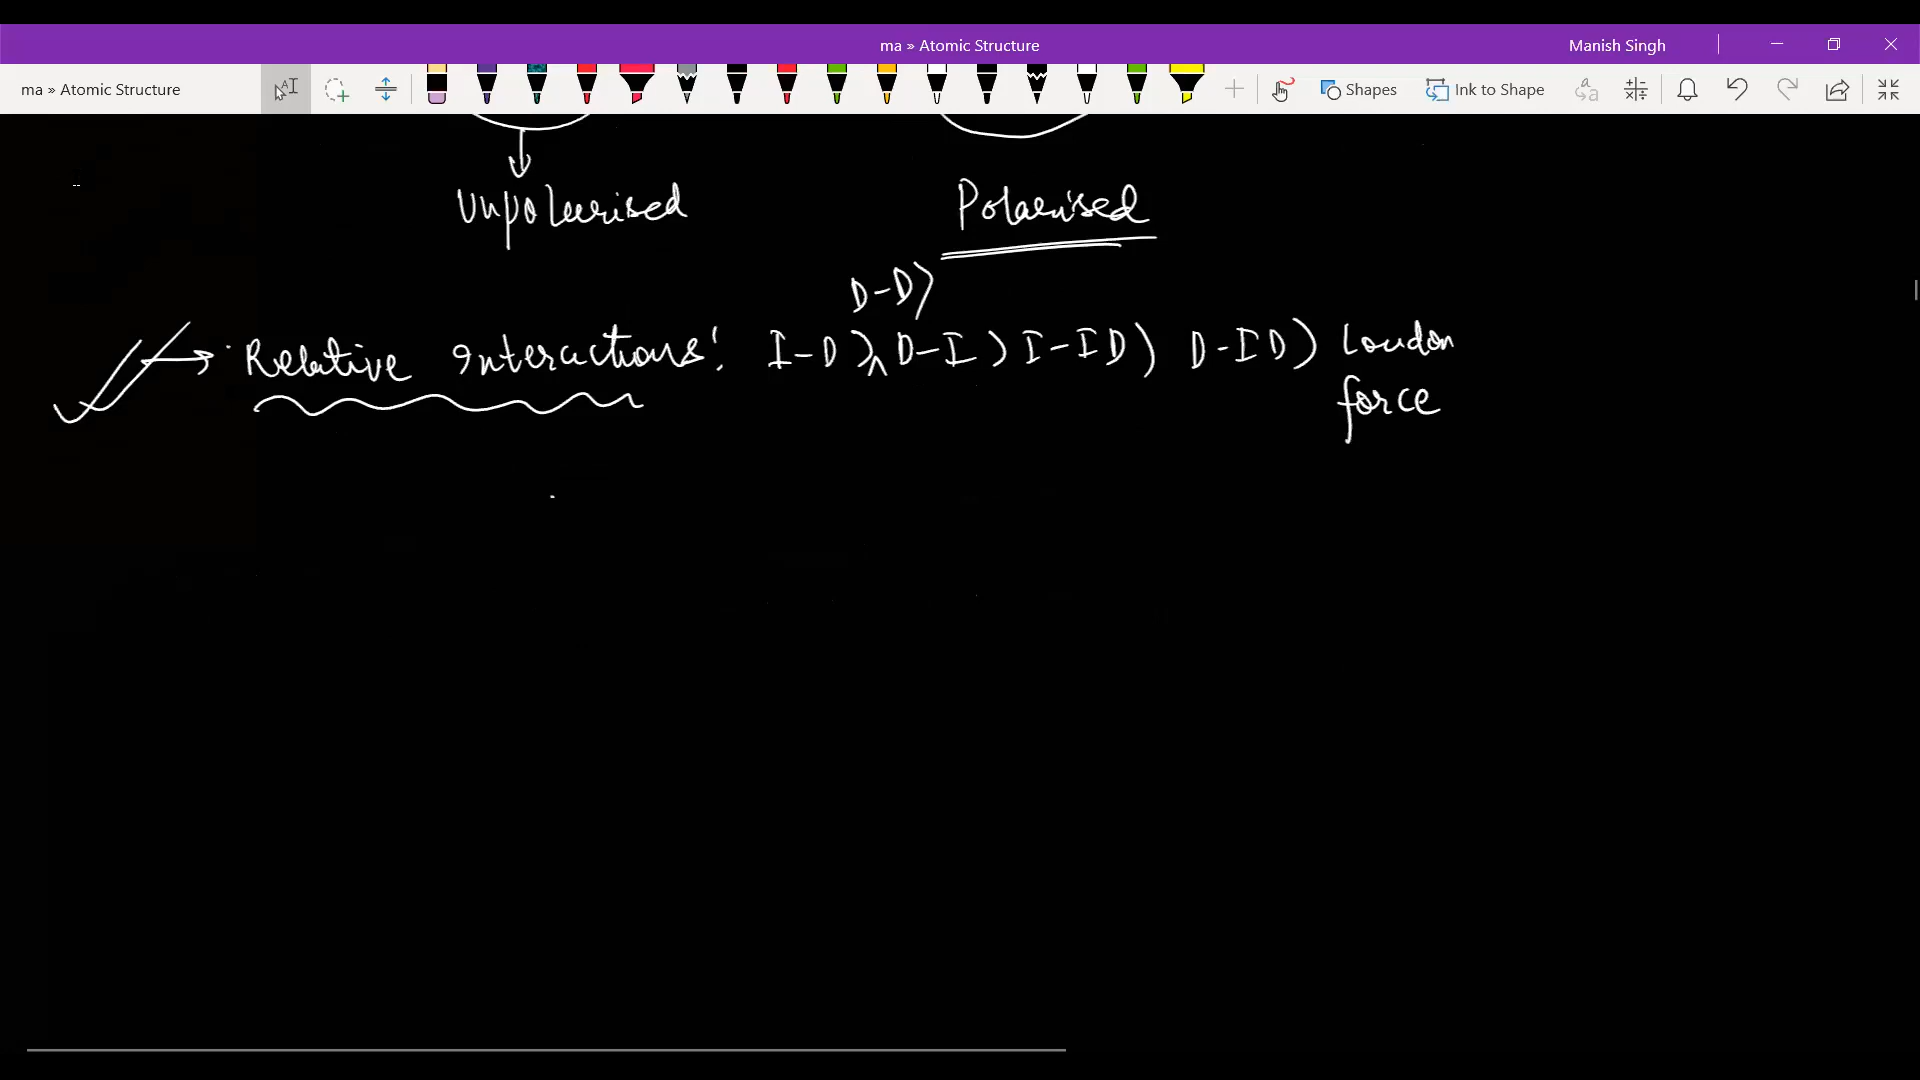 ma » Atomic Structure
Manish Singh
ma » Atomic Structure
Shapes
Ink to Shape
Unpolarised
Polarised
D-D>
Relative interactions: I-D > D-I > I-ID > D-ID > London
force